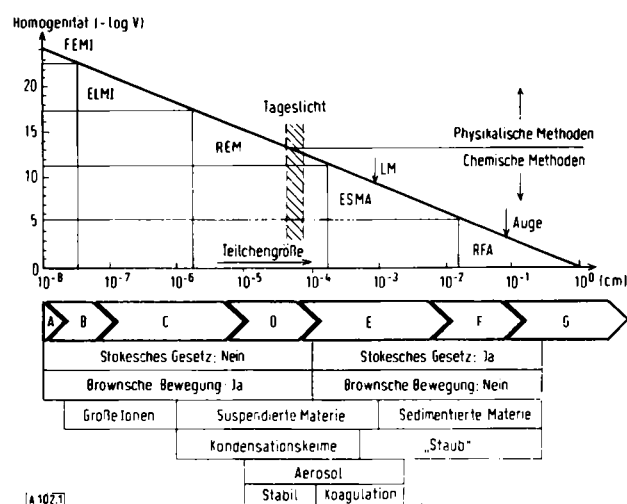 Homogenität (-log V)
FEMI
20
ELMI
Tageslicht
15
REM
Physikalische Methoden
Chemische Methoden
LM
10
ESMA
5
Auge
Teilchengröße
RFA
0
10⁻⁸ 10⁻⁷ 10⁻⁶ 10⁻⁵ 10⁻⁴ 10⁻³ 10⁻² 10⁻¹ 10⁰ (cm)
A B C D E F G
Stokesches Gesetz: Nein Stokesches Gesetz: Ja
Brownsche Bewegung: Ja Brownsche Bewegung: Nein
Große Ionen Suspendierte Materie Sedimentierte Materie
Kondensationskeime „Staub"
Aerosol
Stabil Koagulation
A 102.1